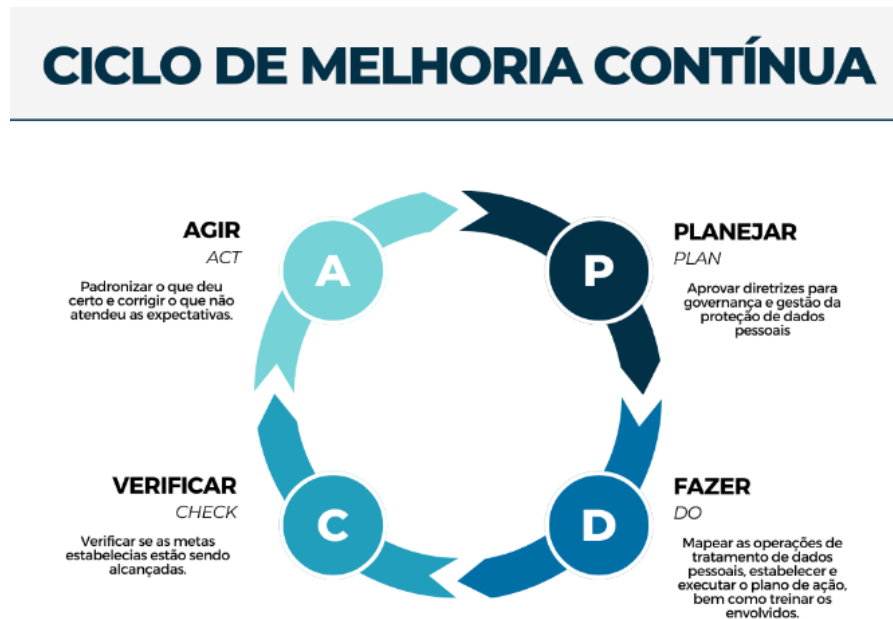 CICLO DE MELHORIA CONTÍNUA
AGIR
ACT
Padronizar o que deu
certo e corrigir o que não
atendeu as expectativas.
A
P
PLANEJAR
PLAN
Aprovar diretrizes para
governança e gestão da
proteção de dados
pessoais
VERIFICAR
CHECK
Verificar se as metas
estabelecias estão sendo
alcançadas.
C
D
FAZER
DO
Mapear as operações de
tratamento de dados
pessoais, estabelecer e
executar o plano de ação,
bem como treinar os
envolvidos.